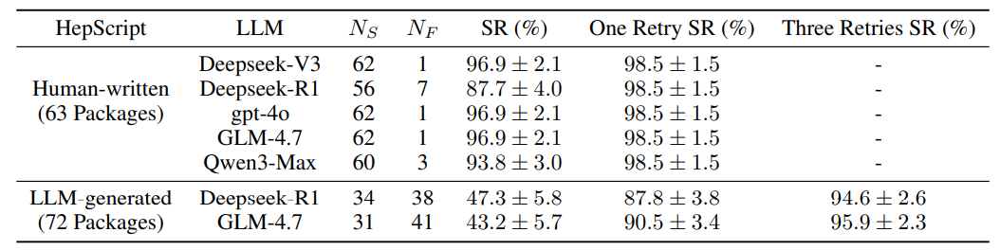 HepScript LLM N_S N_F SR (%) One Retry SR (%) Three Retries SR (%)
Deepseek-V3 62 1 96.9 ± 2.1 98.5 ± 1.5 -
Human-written Deepseek-R1 56 7 87.7 ± 4.0 98.5 ± 1.5 -
(63 Packages) gpt-4o 62 1 96.9 ± 2.1 98.5 ± 1.5 -
GLM-4.7 62 1 96.9 ± 2.1 98.5 ± 1.5 -
Qwen3-Max 60 3 93.8 ± 3.0 98.5 ± 1.5 -
LLM-generated Deepseek-R1 34 38 47.3 ± 5.8 87.8 ± 3.8 94.6 ± 2.6
(72 Packages) GLM-4.7 31 41 43.2 ± 5.7 90.5 ± 3.4 95.9 ± 2.3